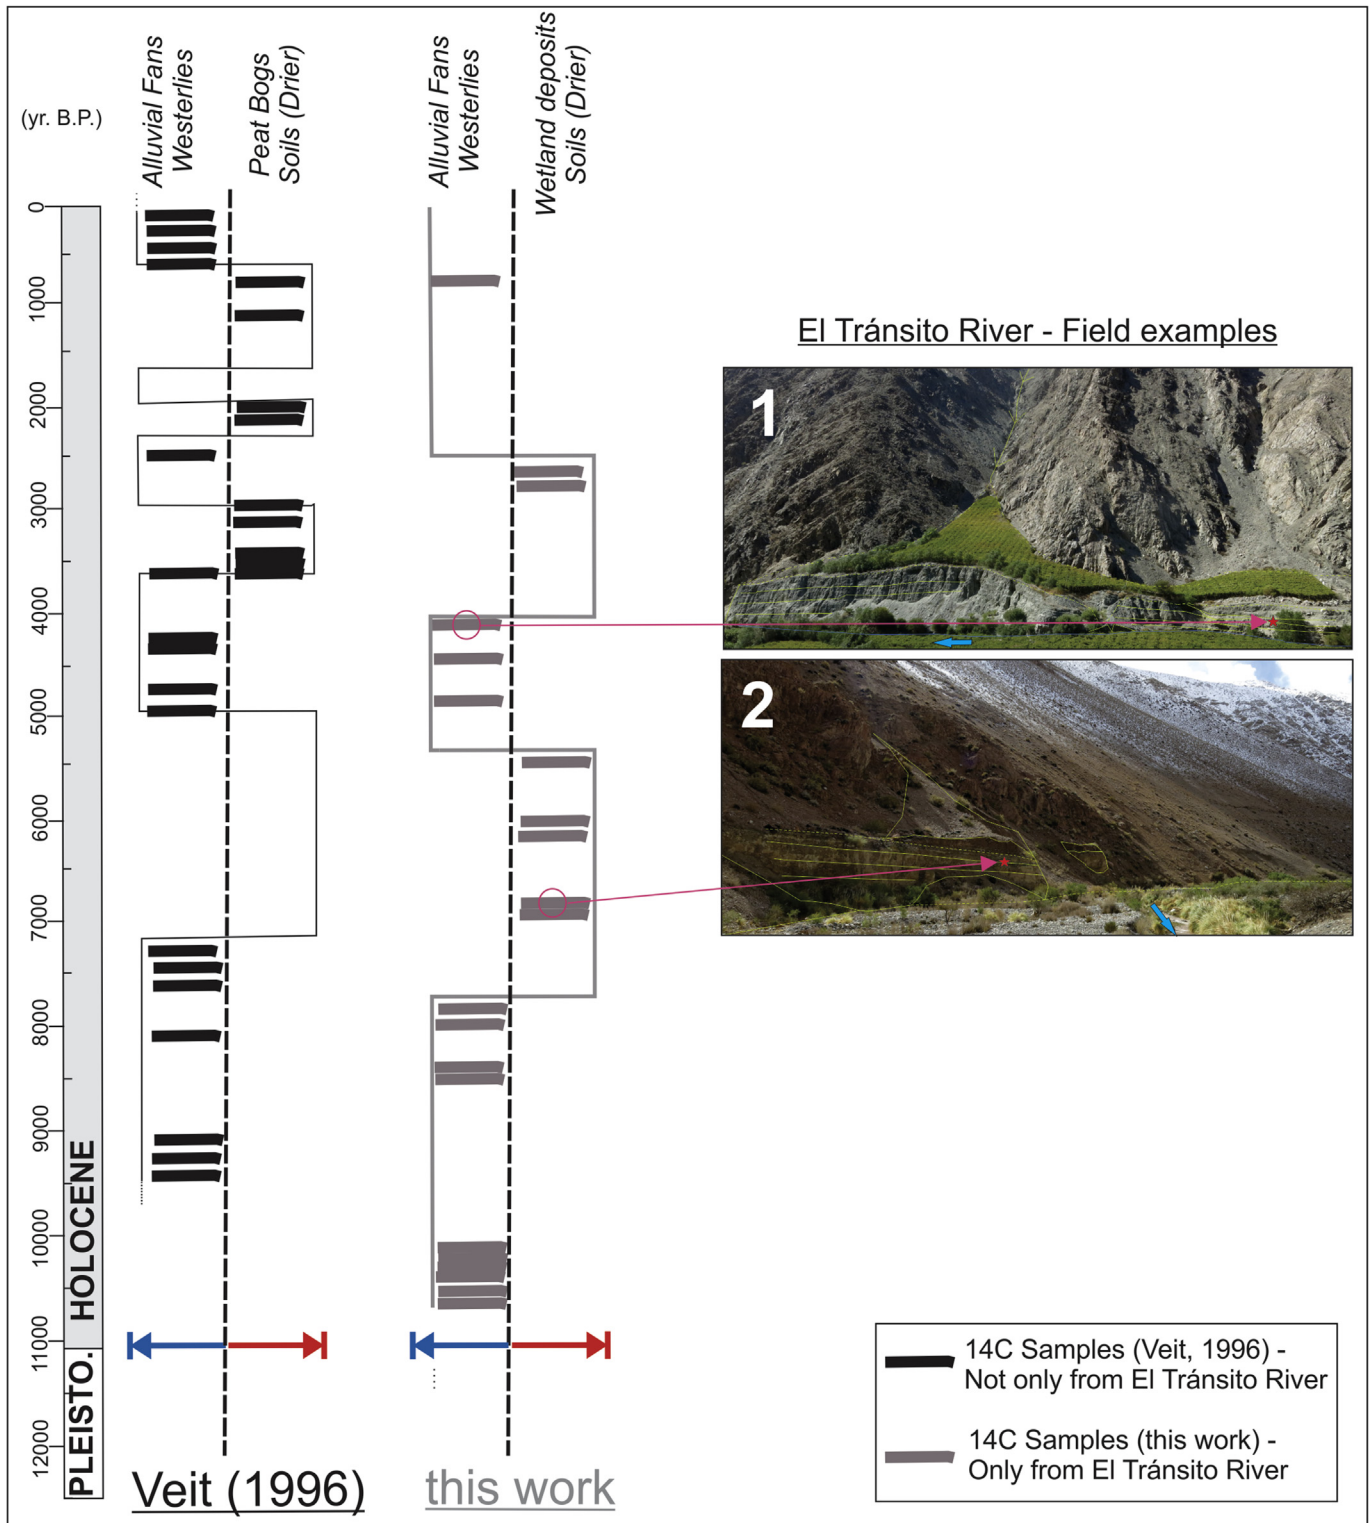 (yr. B.P.)
Alluvial Fans
Westerlies
Peat Bogs
Soils (Drier)
Alluvial Fans
Westerlies
Wetland deposits
Soils (Drier)
0
1000
2000
3000
4000
5000
6000
7000
8000
9000
10000
11000
12000
HOLOCENE
PLEISTO.
El Tránsito River - Field examples
1
2
14C Samples (Veit, 1996) -
Not only from El Tránsito River
14C Samples (this work) -
Only from El Tránsito River
Veit (1996)
this work